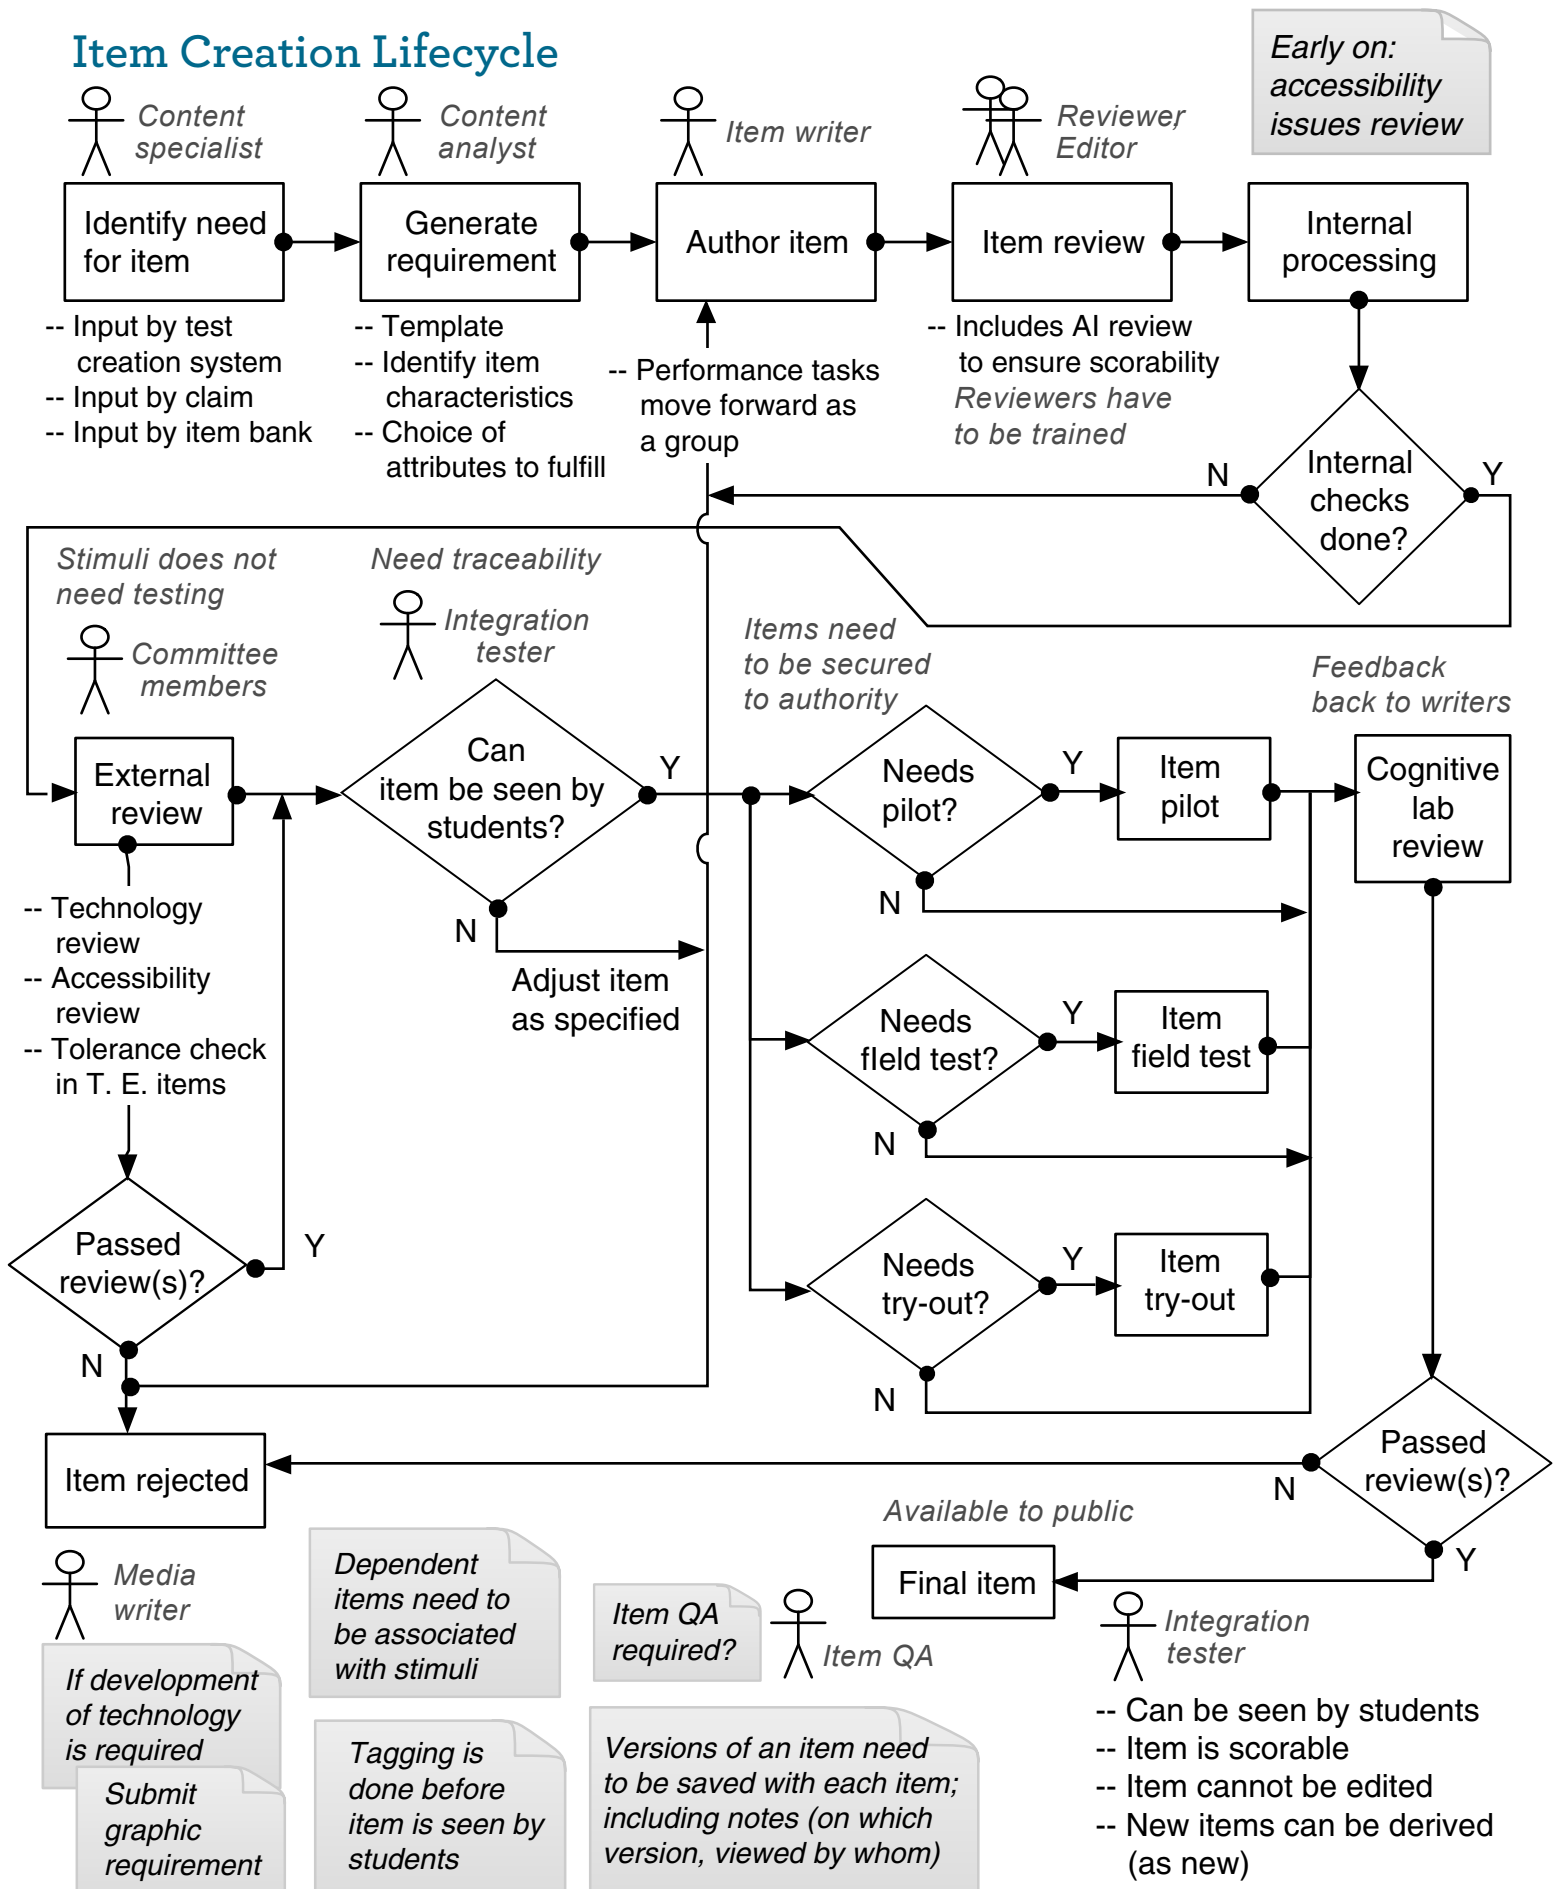 Item Creation Lifecycle
Early on:
accessibility
issues review
Content
specialist
Content
analyst
Item writer
Reviewer,
Editor
Identify need
for item
Generate
requirement
Author item
Item review
Internal
processing
-- Input by test
creation system
-- Input by claim
-- Input by item bank
-- Template
-- Identify item
characteristics
-- Choice of
attributes to fulfill
-- Performance tasks
move forward as
a group
-- Includes AI review
to ensure scorability
Reviewers have
to be trained
N
Internal
checks
done?
Y
Stimuli does not
need testing
Need traceability
Committee
members
Integration
tester
Items need
to be secured
to authority
Feedback
back to writers
External
review
Can
item be seen by
students?
Y
N
Adjust item
as specified
Needs
pilot?
Y
N
Item
pilot
Cognitive
lab
review
-- Technology
review
-- Accessibility
review
-- Tolerance check
in T. E. items
Needs
fIeld test?
Y
N
Item
field test
Passed
review(s)?
Y
N
Needs
try-out?
Y
N
Item
try-out
Item rejected
Passed
review(s)?
N
Y
Available to public
Final item
Media
writer
Dependent
items need to
be associated
with stimuli
Item QA
required?
Item QA
Integration
tester
If development
of technology
is required
Submit
graphic
requirement
Tagging is
done before
item is seen by
students
Versions of an item need
to be saved with each item;
including notes (on which
version, viewed by whom)
-- Can be seen by students
-- Item is scorable
-- Item cannot be edited
-- New items can be derived
(as new)